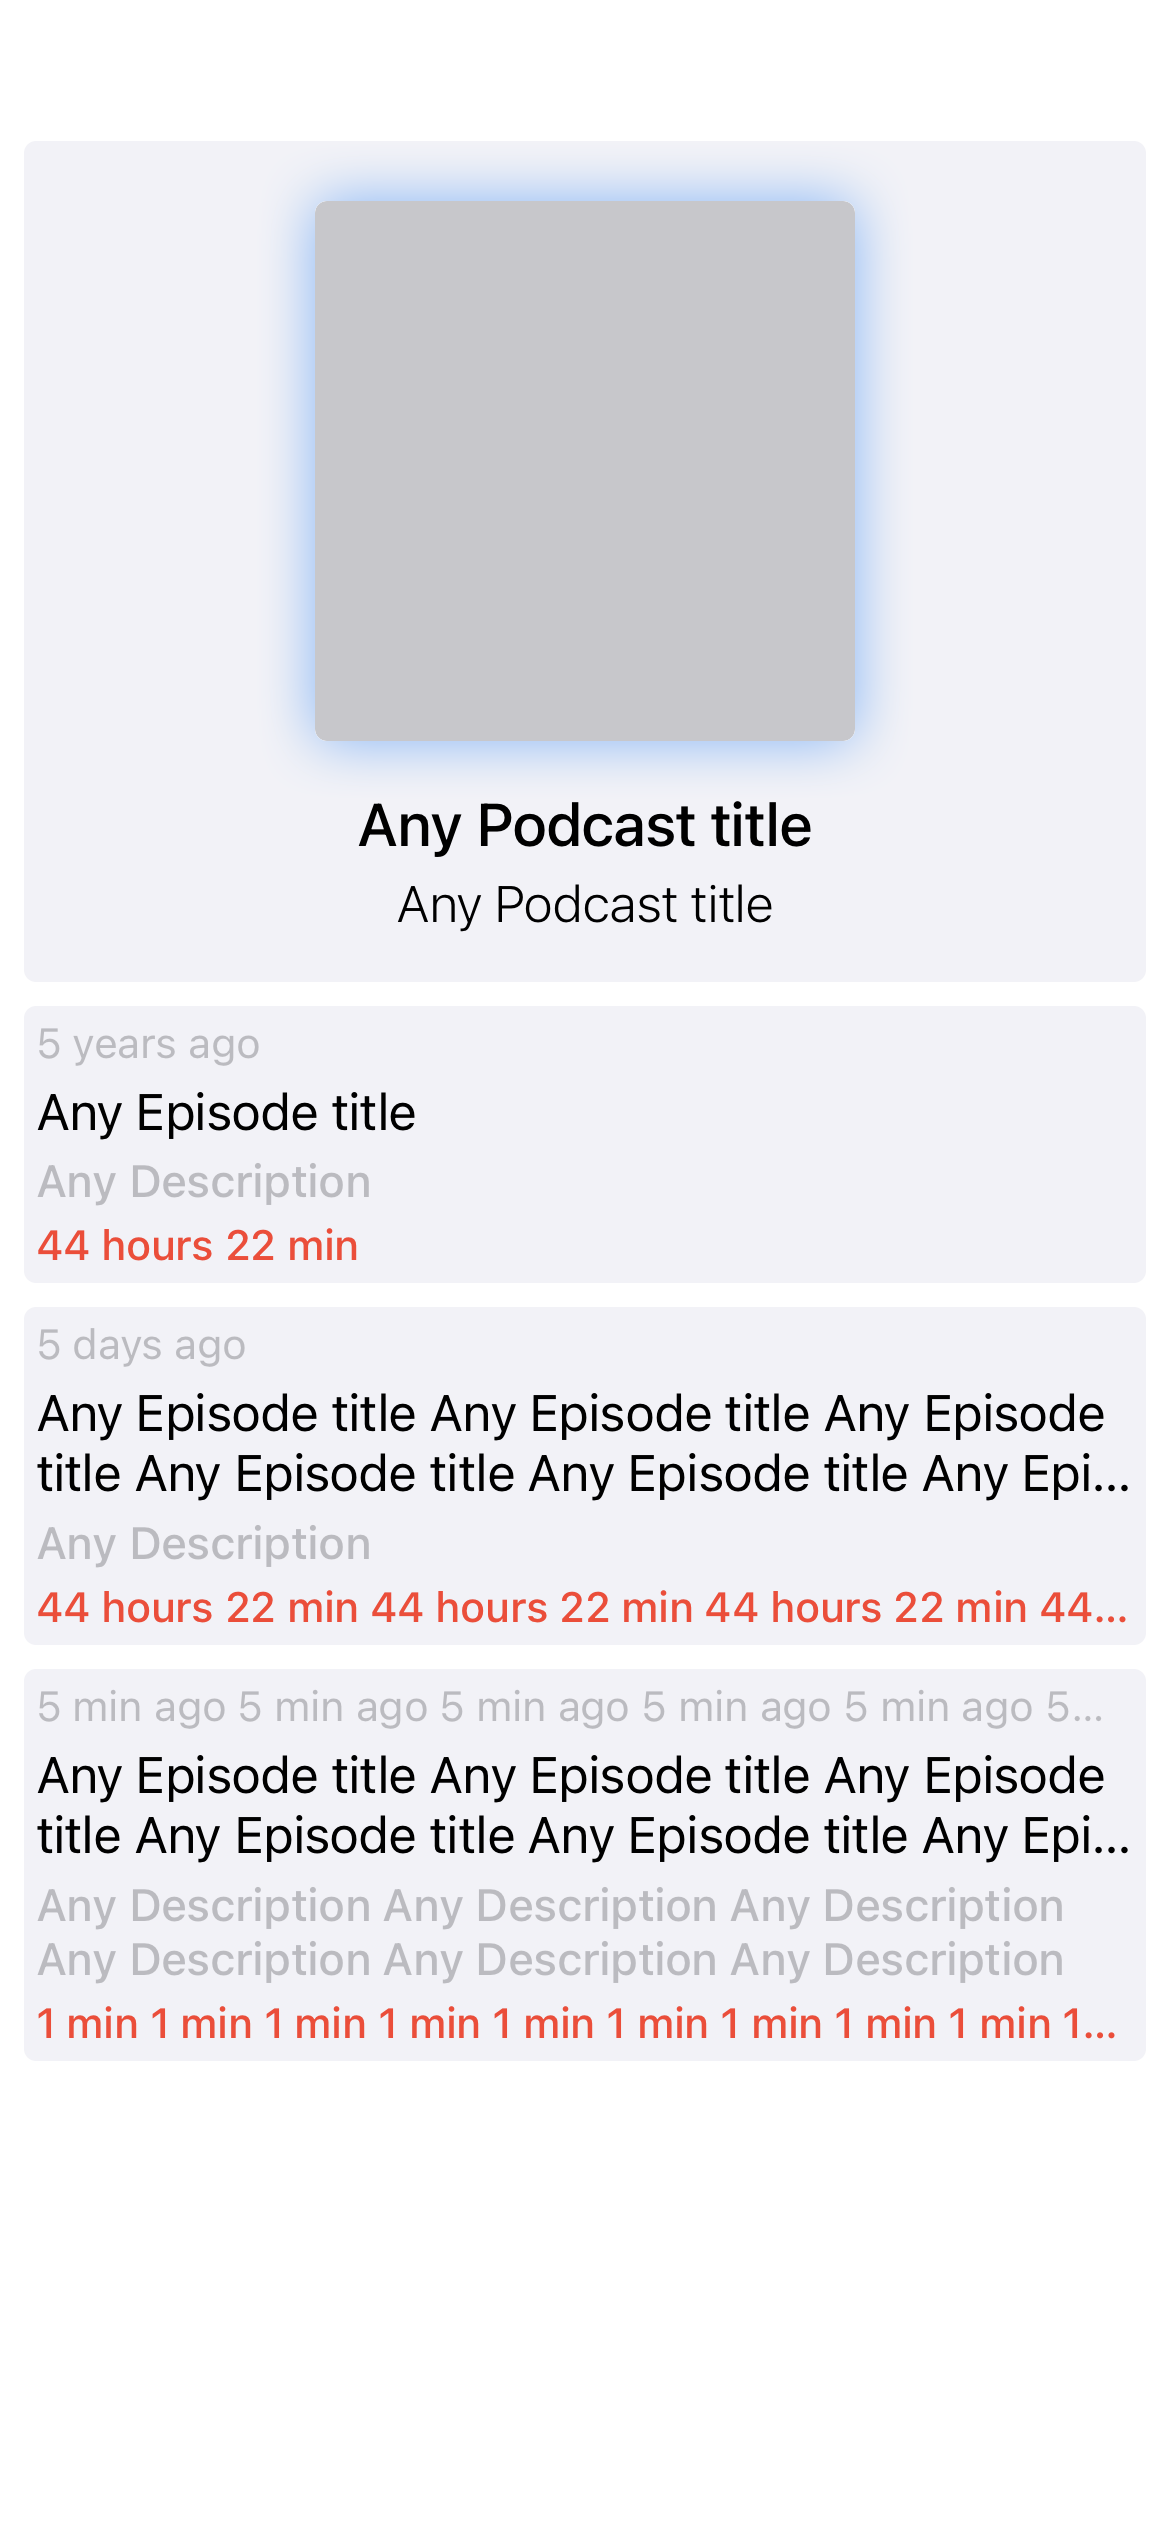 Any Podcast title
Any Podcast title
5 years ago
Any Episode title
Any Description
44 hours 22 min
5 days ago
Any Episode title Any Episode title Any Episode
title Any Episode title Any Episode title Any Epi...
Any Description
44 hours 22 min 44 hours 22 min 44 hours 22 min 44...
5 min ago 5 min ago 5 min ago 5 min ago 5 min ago 5...
Any Episode title Any Episode title Any Episode
title Any Episode title Any Episode title Any Epi...
Any Description Any Description Any Description
Any Description Any Description Any Description
1 min 1 min 1 min 1 min 1 min 1 min 1 min 1 min 1 min 1...